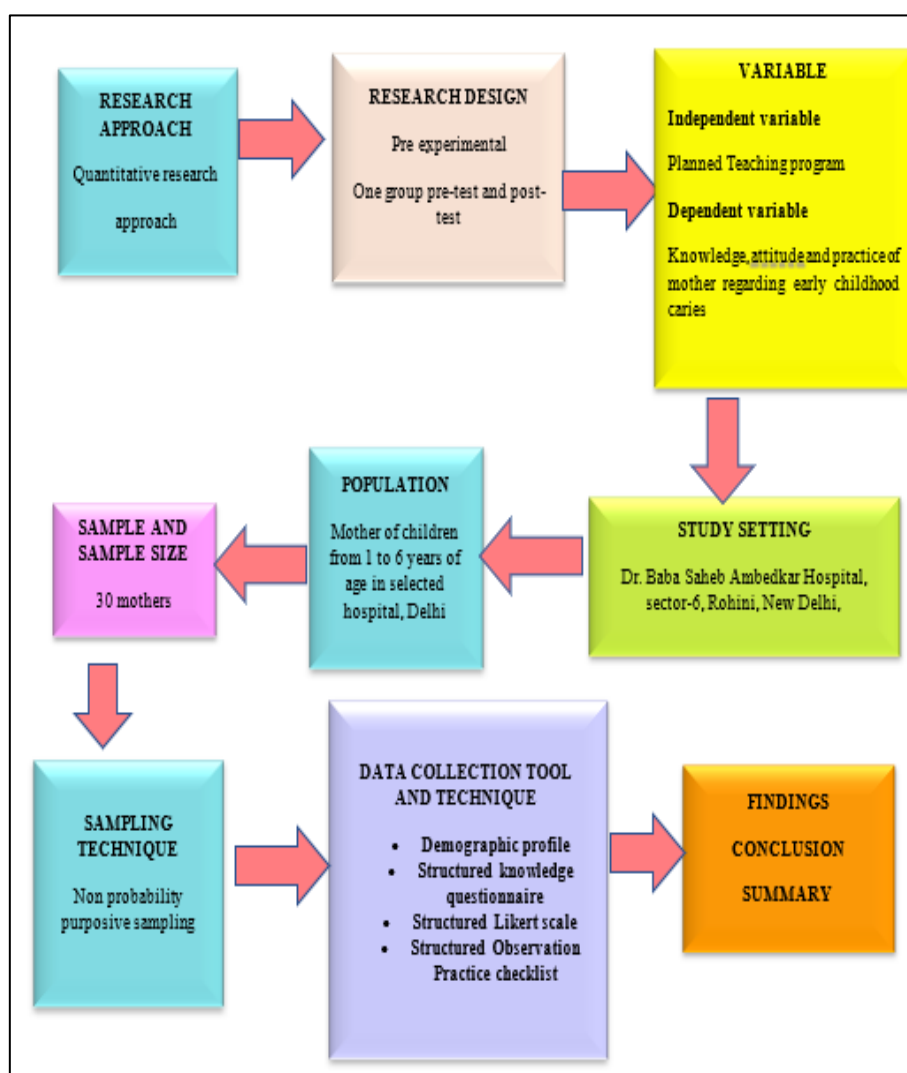 RESEARCH
APPROACH
Quantitative research
approach
RESEARCH DESIGN
Pre experimental
One group pre-test and post-
test
VARIABLE
Independent variable
Planned Teaching program
Dependent variable
Knowledge, attitude and practice of
mother regarding early childhood
caries
STUDY SETTING
Dr. Baba Saheb Ambedkar Hospital,
sector-6, Rohini, New Delhi,
POPULATION
Mother of children
from 1 to 6 years of
age in selected
hospital, Delhi
SAMPLE AND
SAMPLE SIZE
30 mothers
SAMPLING
TECHNIQUE
Non probability
purposive sampling
DATA COLLECTION TOOL
AND TECHNIQUE
• Demographic profile
• Structured knowledge
questionnaire
• Structured Likert scale
• Structured Observation
Practice checklist
FINDINGS
CONCLUSION
SUMMARY